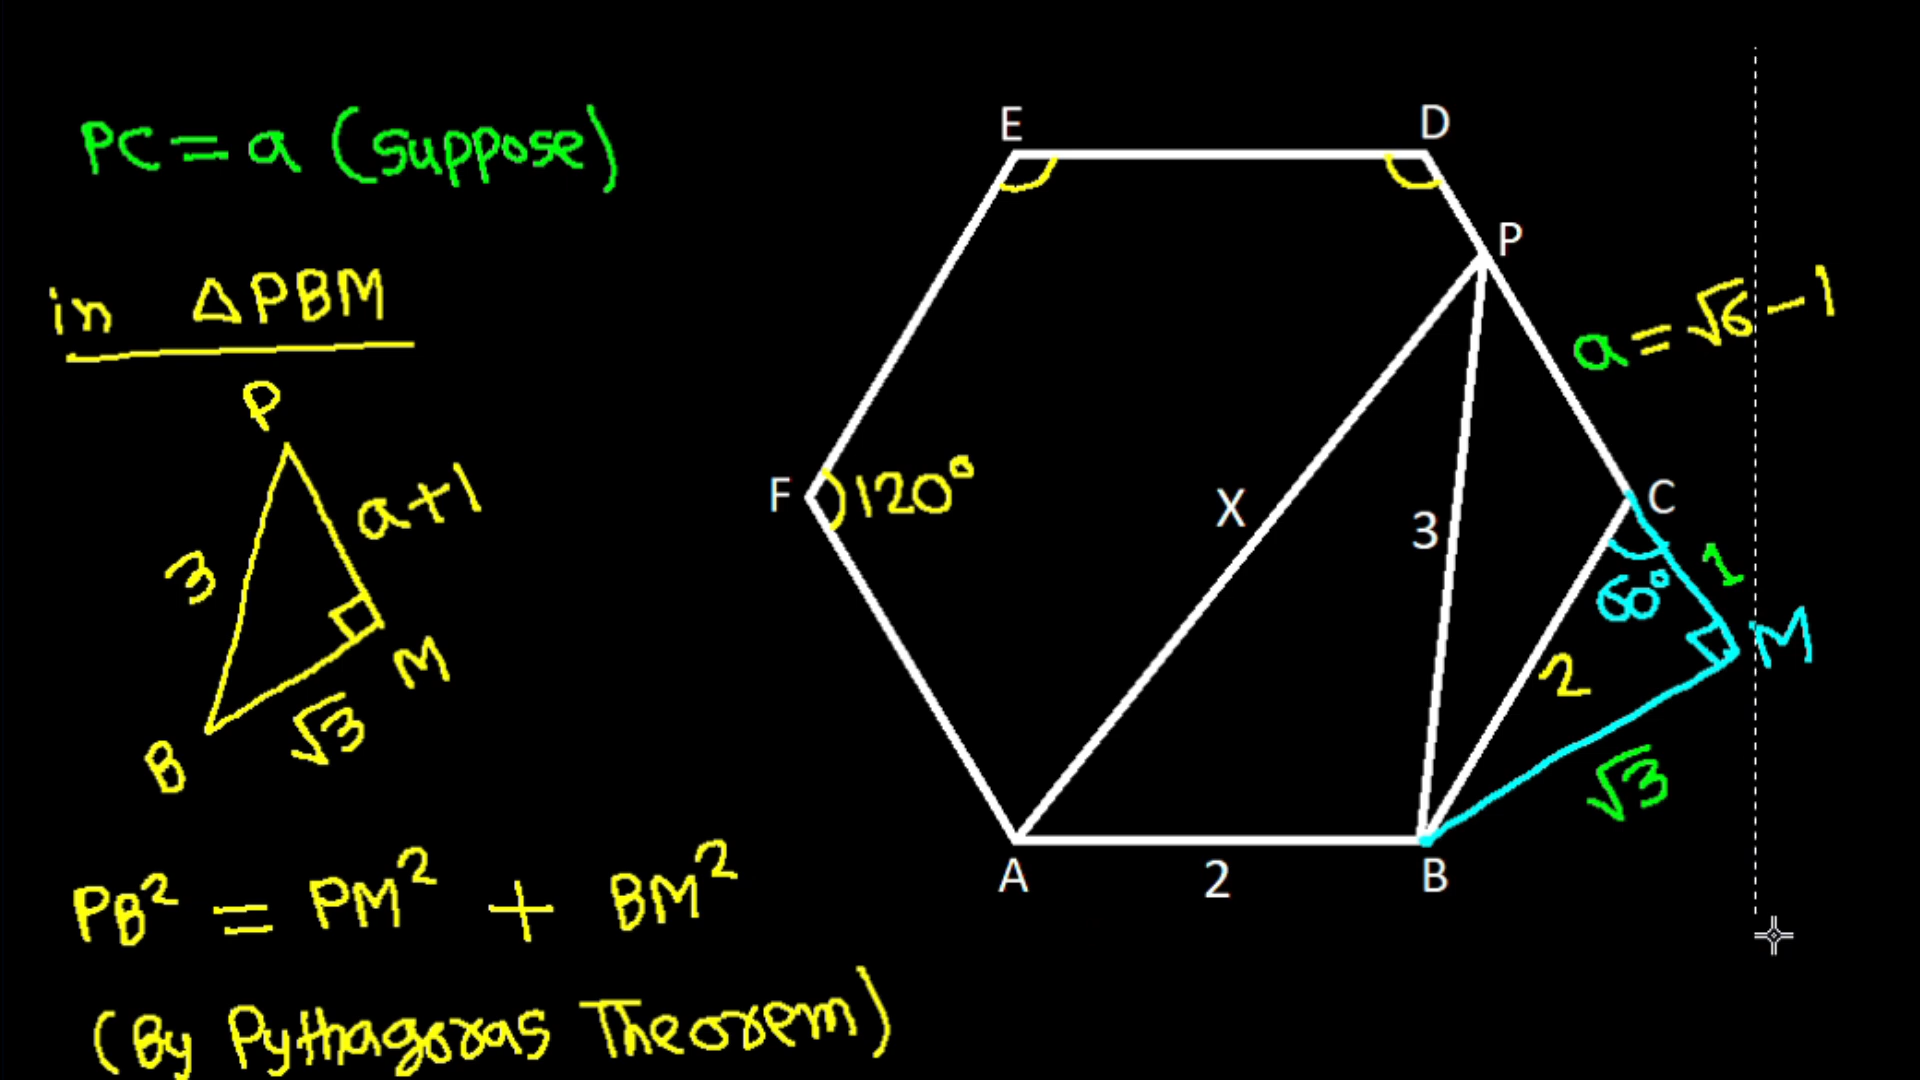 PC = a (suppose)
in ΔPBM
P
3
a+1
M
B
√3
PB² = PM² + BM²
(By Pythagoras Theorem)
E
D
P
a = √6 - 1
F
120°
X
3
C
1
60°
M
2
√3
A
2
B